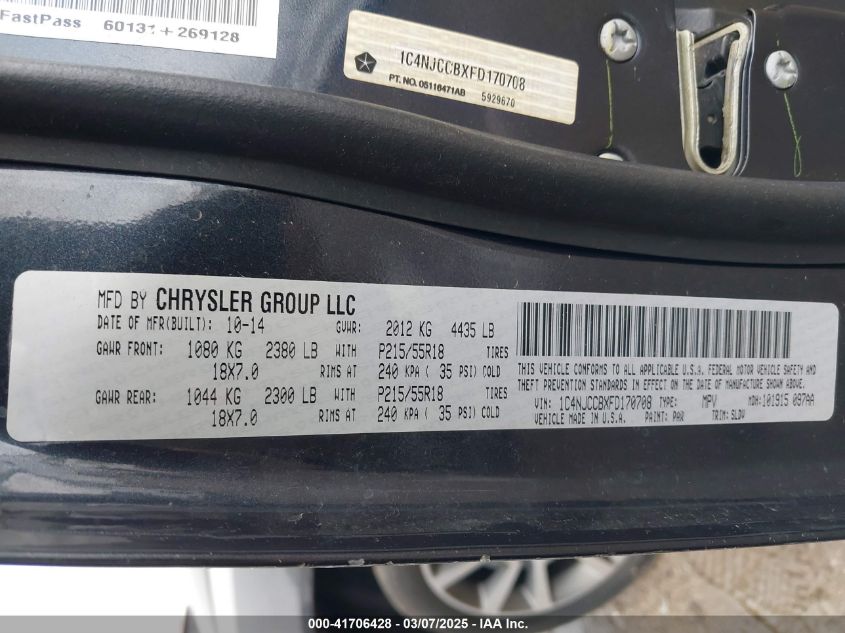 FastPass 60131+269128
1C4NJCCBXFD170708
PT. NO. 05116471AB 5929670
MFD BY CHRYSLER GROUP LLC
DATE OF MFR(BUILT): 10-14 GVWR: 2012 KG 4435 LB
GAWR FRONT: 1080 KG 2380 LB WITH P215/55R18 TIRES
18X7.0 RIMS AT 240 KPA ( 35 PSI) COLD
GAWR REAR: 1044 KG 2300 LB WITH P215/55R18 TIRES
18X7.0 RIMS AT 240 KPA ( 35 PSI) COLD
THIS VEHICLE CONFORMS TO ALL APPLICABLE U.S.A. FEDERAL MOTOR VEHICLE SAFETY AND
THEFT PREVENTION STANDARDS IN EFFECT ON THE DATE OF MANUFACTURE SHOWN ABOVE.
VIN: 1C4NJCCBXFD170708 TYPE: MPV MDH:101915 097AA
VEHICLE MADE IN U.S.A. PAINT: PAR TRIM: SLDV
000-41706428 - 03/07/2025 - IAA Inc.